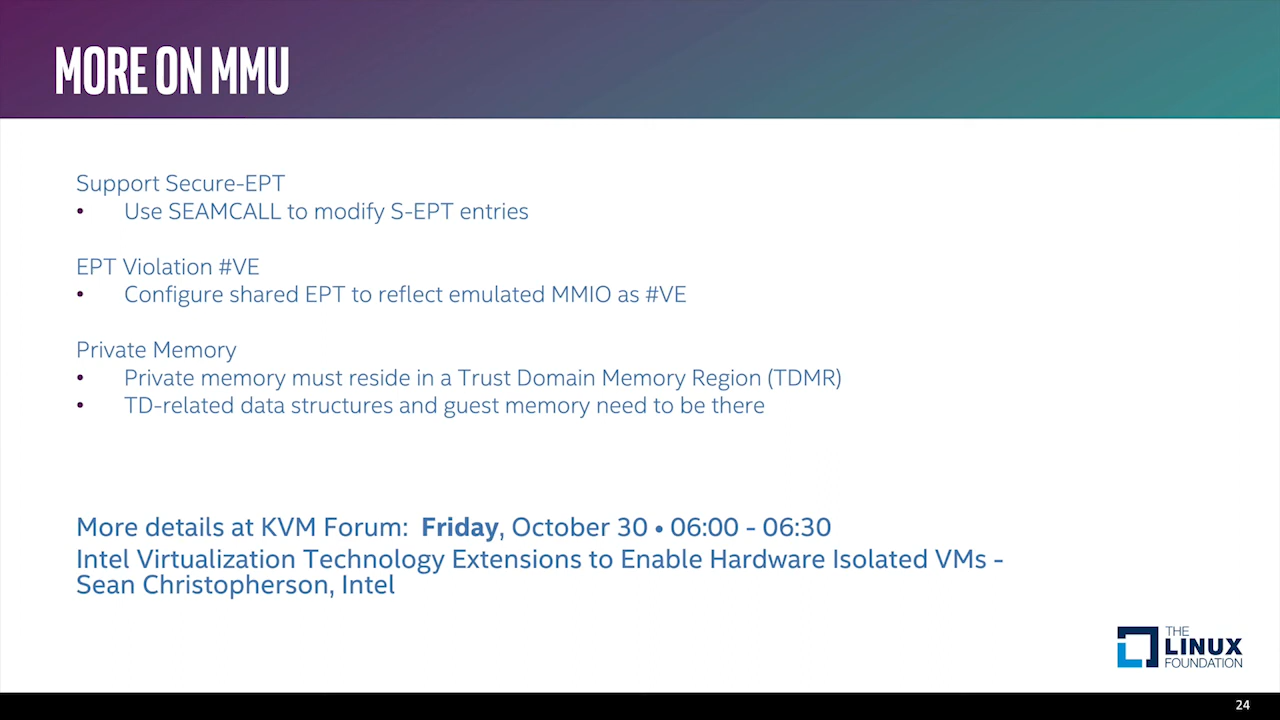 MORE ON MMU
Support Secure-EPT
• Use SEAMCALL to modify S-EPT entries
EPT Violation #VE
• Configure shared EPT to reflect emulated MMIO as #VE
Private Memory
• Private memory must reside in a Trust Domain Memory Region (TDMR)
• TD-related data structures and guest memory need to be there
More details at KVM Forum: Friday, October 30 • 06:00 - 06:30
Intel Virtualization Technology Extensions to Enable Hardware Isolated VMs -
Sean Christopherson, Intel
THE
LINUX
FOUNDATION
24